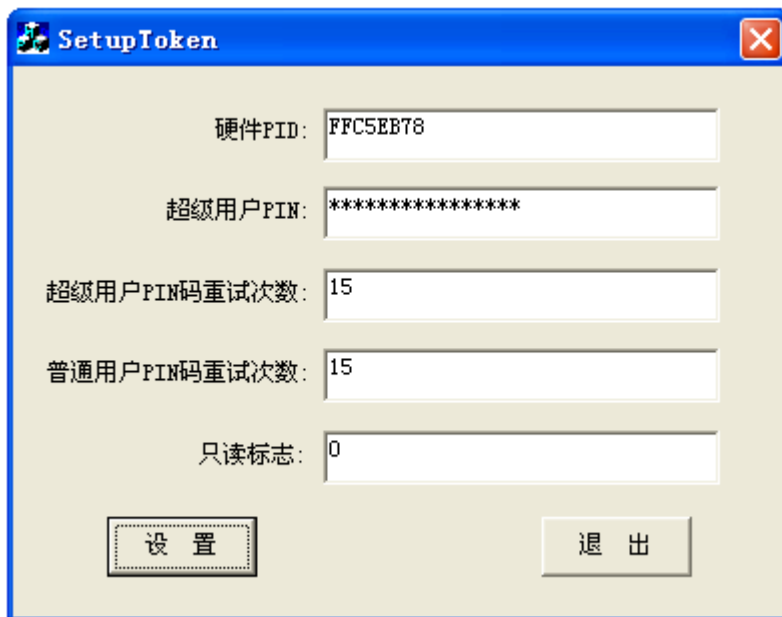 SetupToken
硬件PID: FFC5EB78
超级用户PIN: ****************
超级用户PIN码重试次数: 15
普通用户PIN码重试次数: 15
只读标志: 0
设 置 退 出